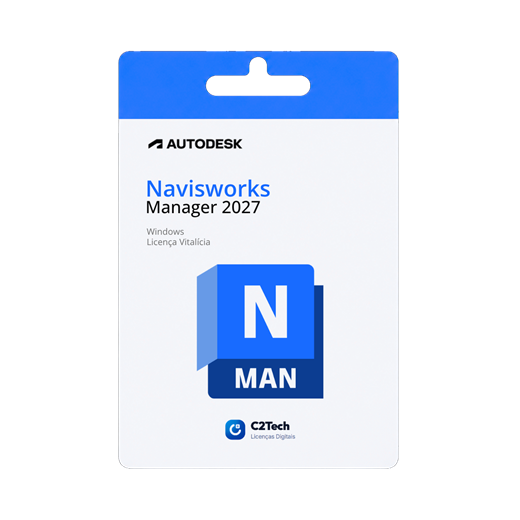 AUTODESK
Navisworks
Manager 2027
Windows
Licença Vitalícia
N
MAN
C2Tech
Licenças Digitais